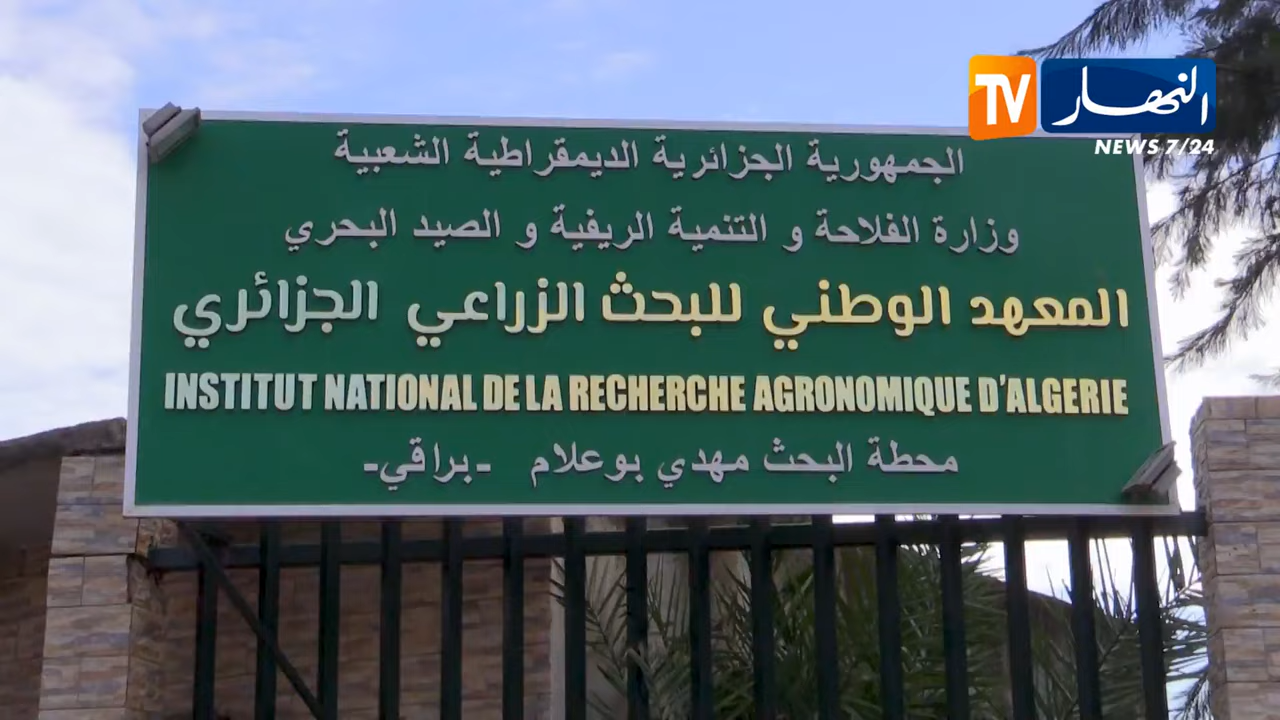 TV النهار
NEWS 7/24
الجمهورية الجزائرية الديمقراطية الشعبية
وزارة الفلاحة و التنمية الريفية و الصيد البحري
المعهد الوطني للبحث الزراعي الجزائري
INSTITUT NATIONAL DE LA RECHERCHE AGRONOMIQUE D'ALGERIE
محطة البحث مهدي بوعلام -براقي-